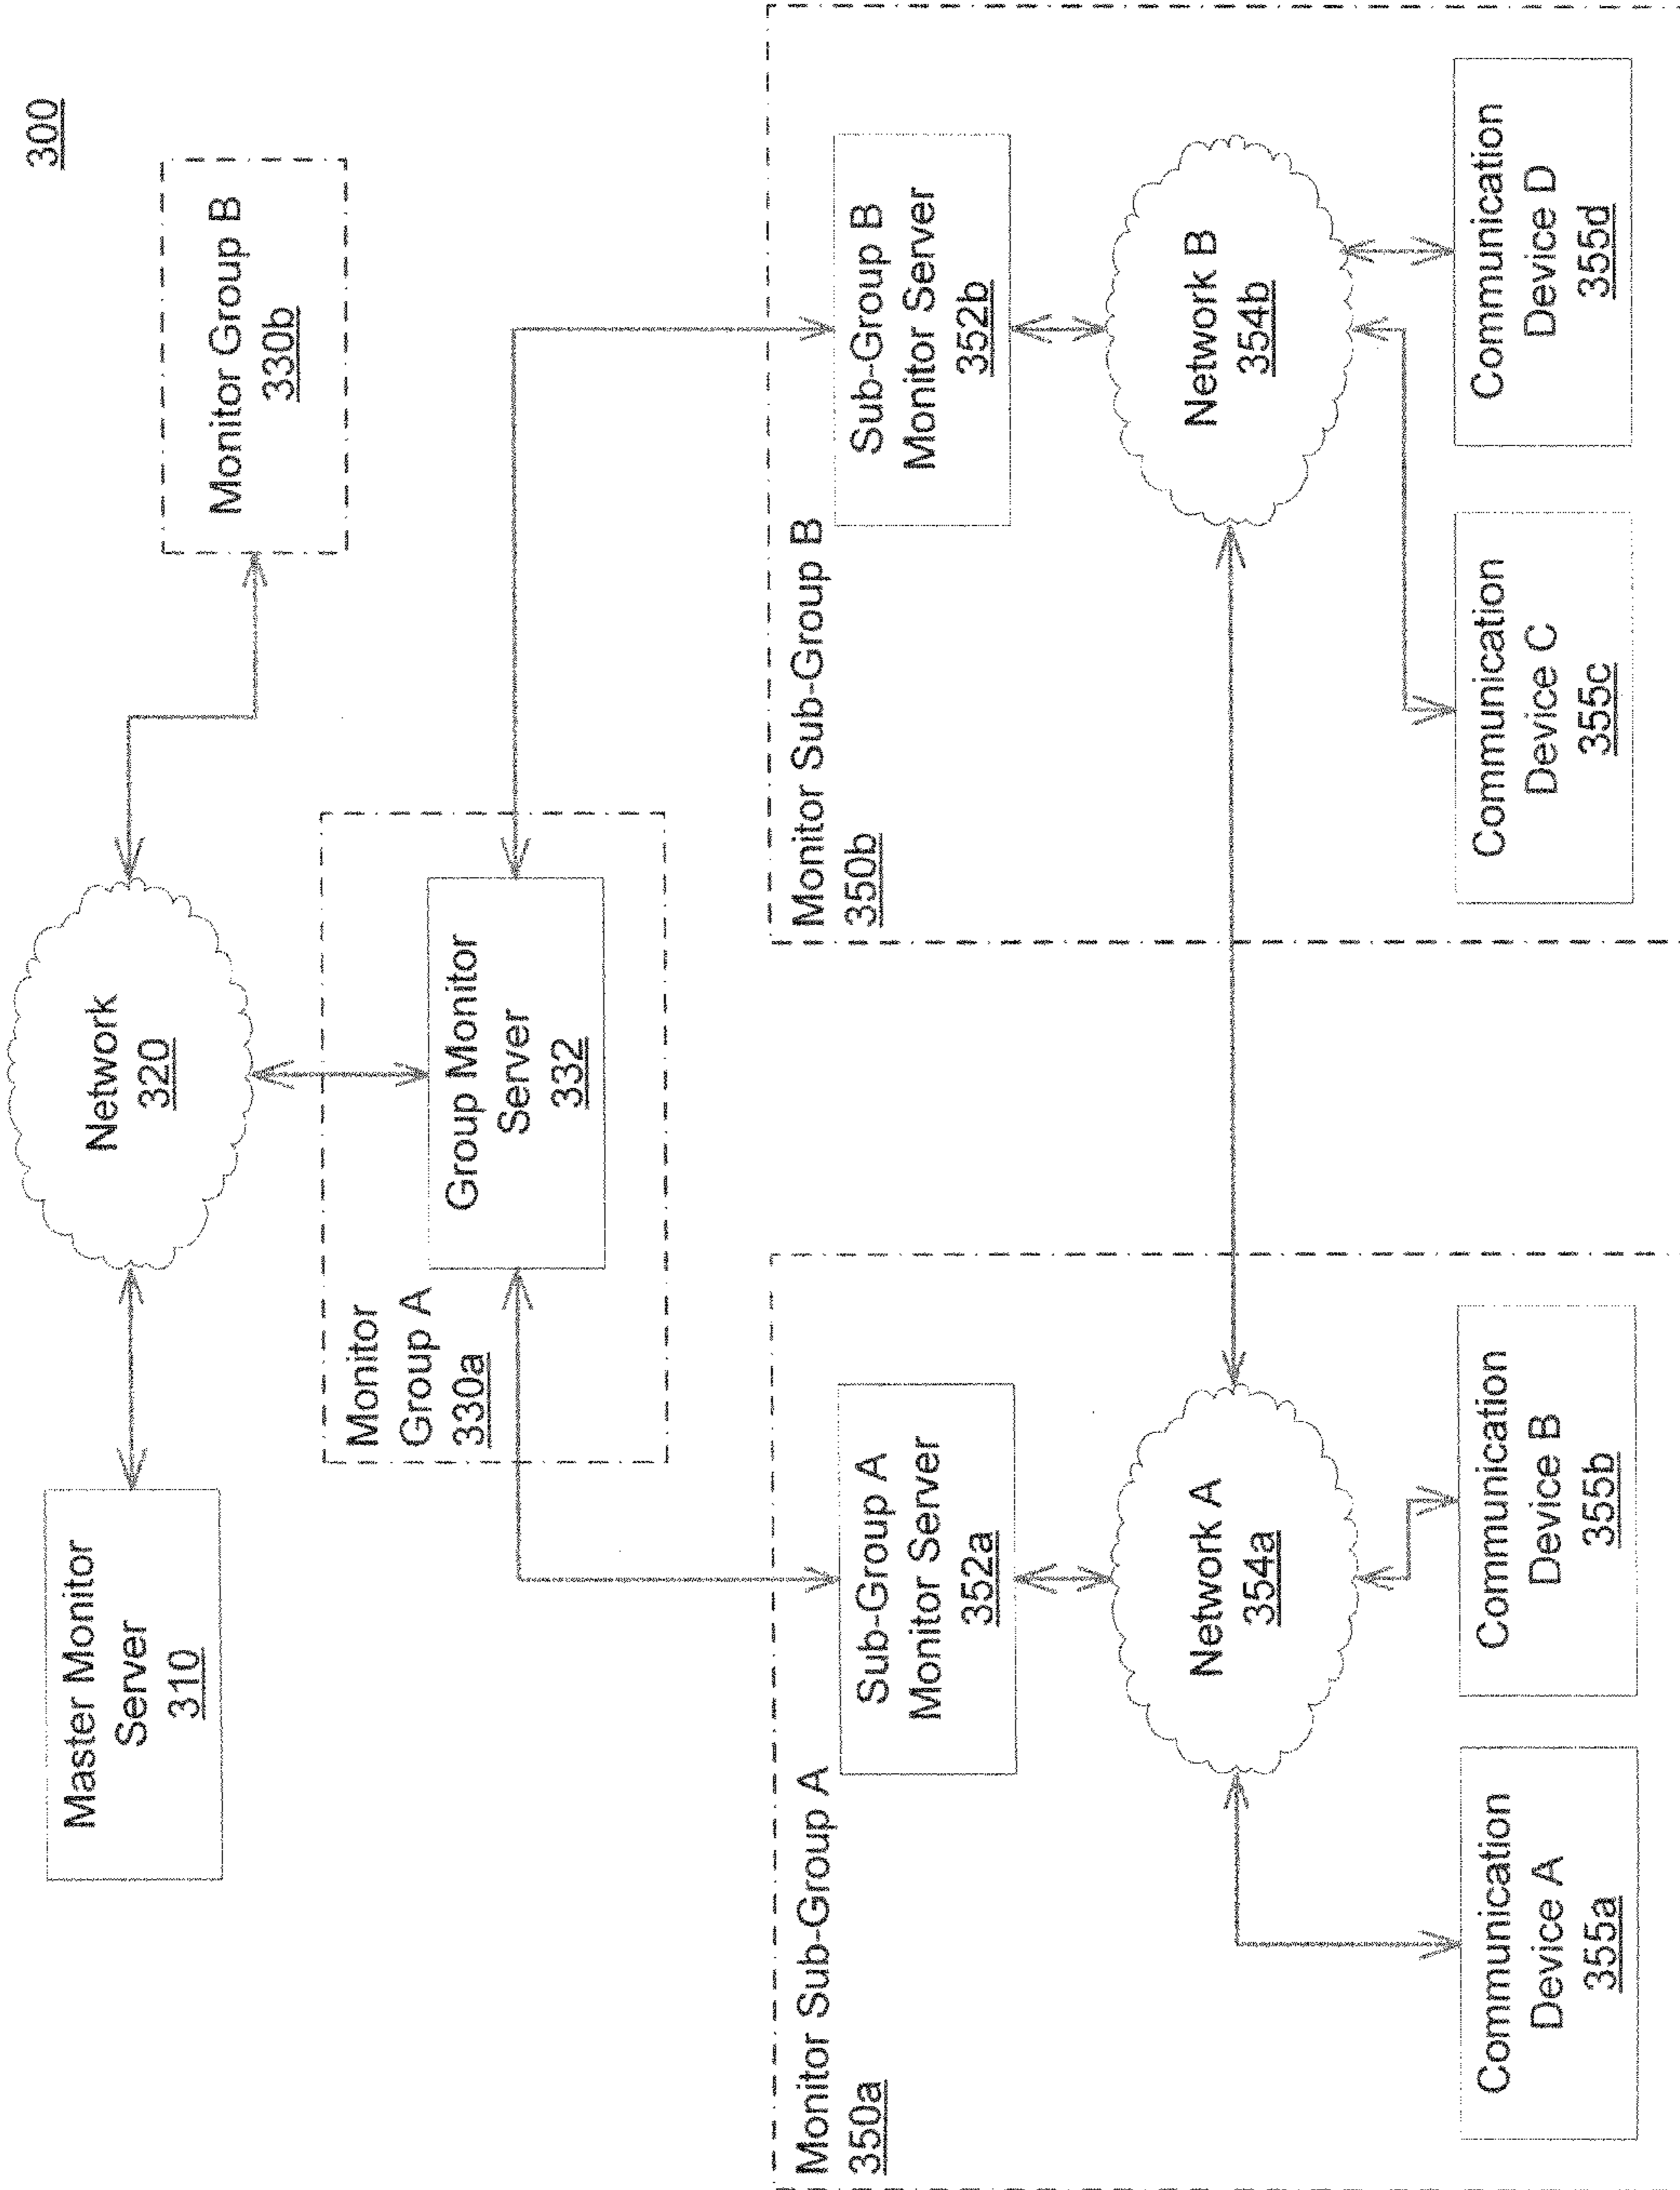 300
Master Monitor
Server
310
Network
320
Monitor Group B
330b
Monitor
Group A
330a
Group Monitor
Server
332
Monitor Sub-Group A
350a
Sub-Group A
Monitor Server
352a
Network A
354a
Communication
Device A
355a
Communication
Device B
355b
Monitor Sub-Group B
350b
Sub-Group B
Monitor Server
352b
Network B
354b
Communication
Device C
355c
Communication
Device D
355d